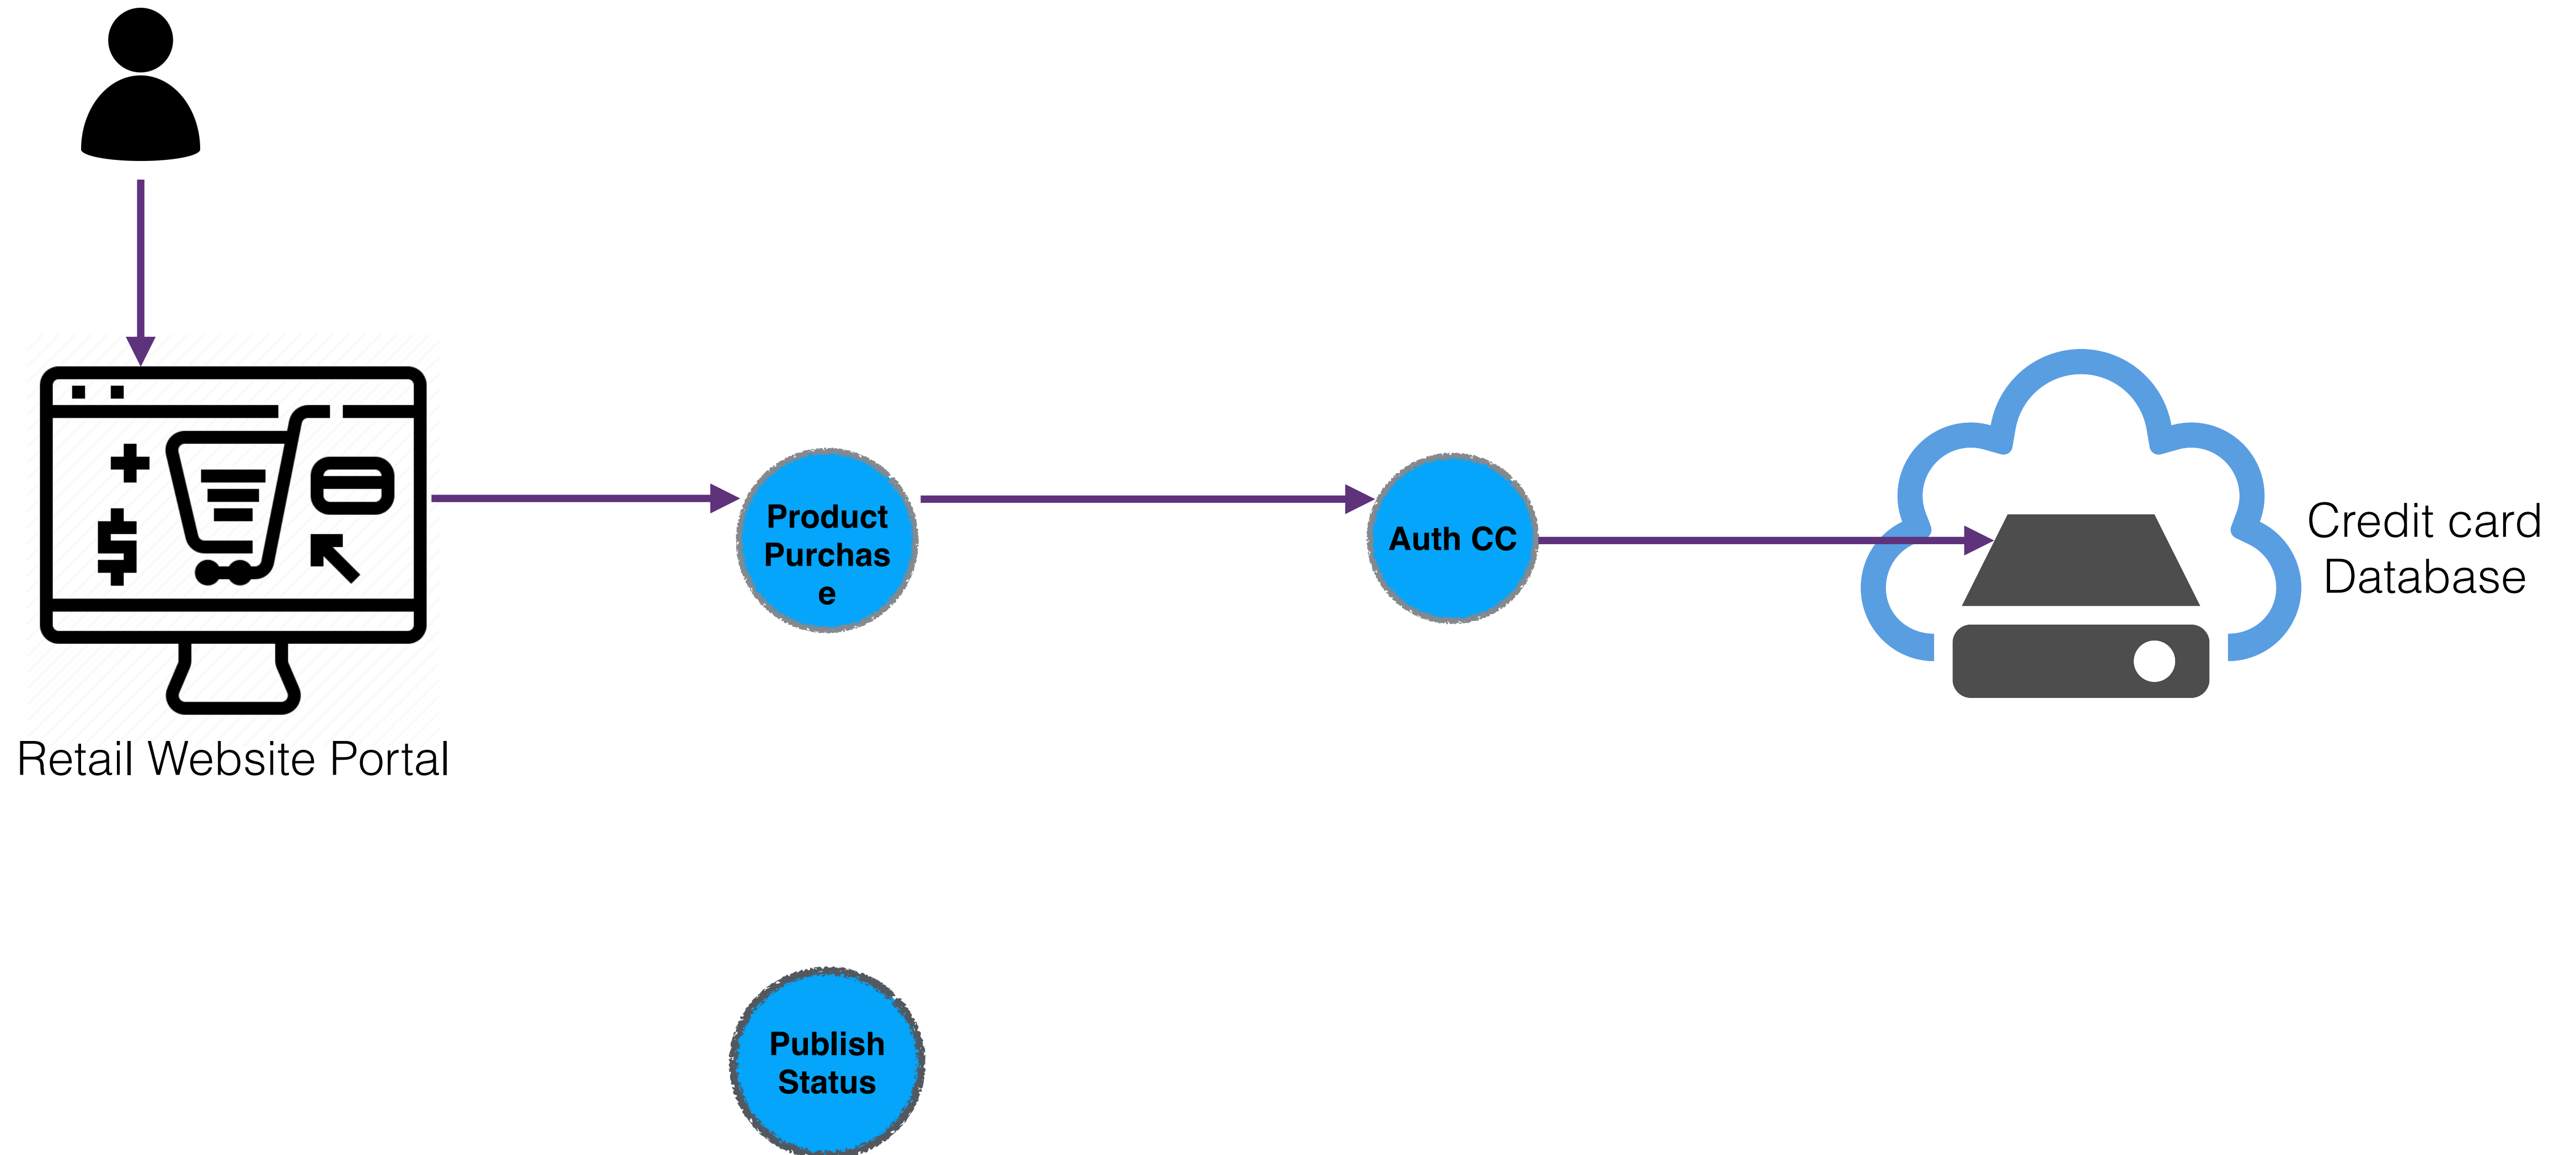 Product
Purchas
e
Auth CC
Credit card
Database
Retail Website Portal
Publish
Status